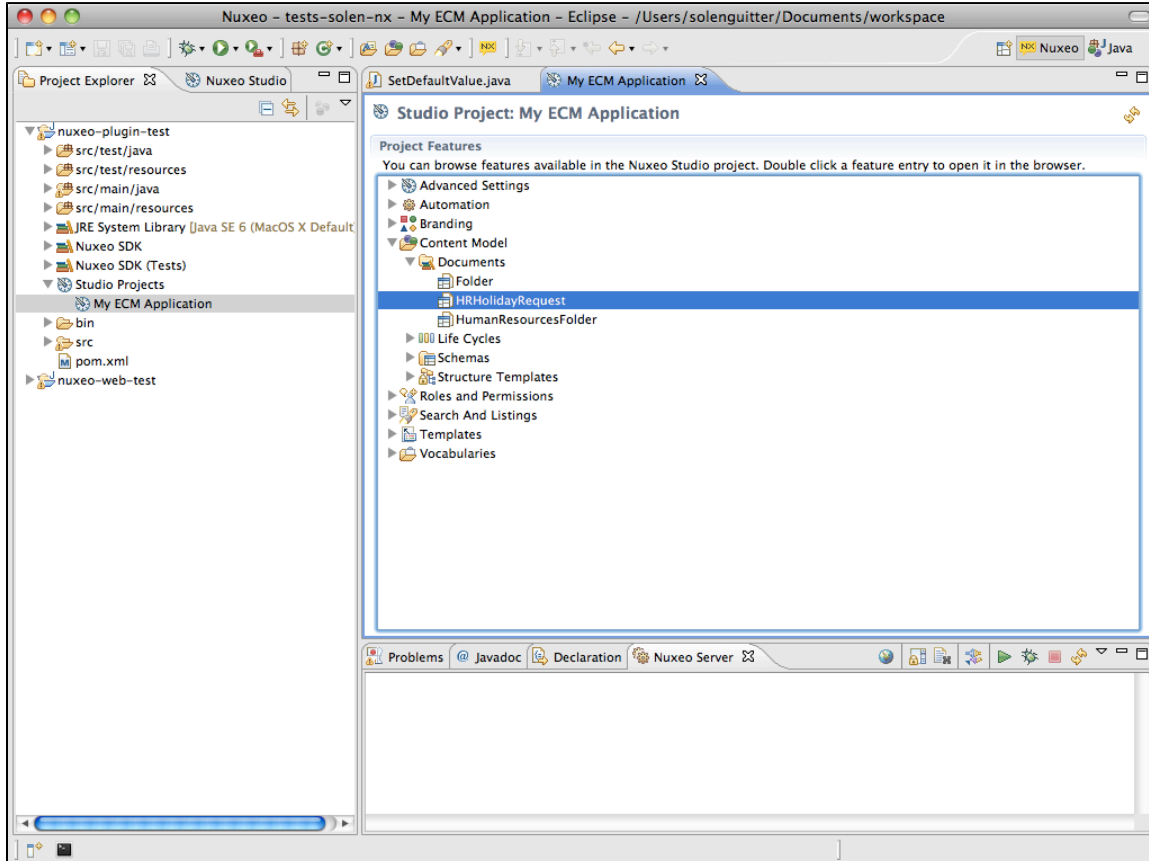 Nuxeo – tests-solen-nx – My ECM Application – Eclipse – /Users/solenguitter/Documents/workspace
NX Nuxeo Java
Project Explorer Nuxeo Studio
nuxeo-plugin-test
src/test/java
src/test/resources
src/main/java
src/main/resources
JRE System Library [Java SE 6 (MacOS X Default
Nuxeo SDK
Nuxeo SDK (Tests)
Studio Projects
My ECM Application
bin
src
pom.xml
nuxeo-web-test
SetDefaultValue.java My ECM Application
Studio Project: My ECM Application
Project Features
You can browse features available in the Nuxeo Studio project. Double click a feature entry to open it in the browser.
Advanced Settings
Automation
Branding
Content Model
Documents
Folder
HRHolidayRequest
HumanResourcesFolder
Life Cycles
Schemas
Structure Templates
Roles and Permissions
Search And Listings
Templates
Vocabularies
Problems @ Javadoc Declaration Nuxeo Server